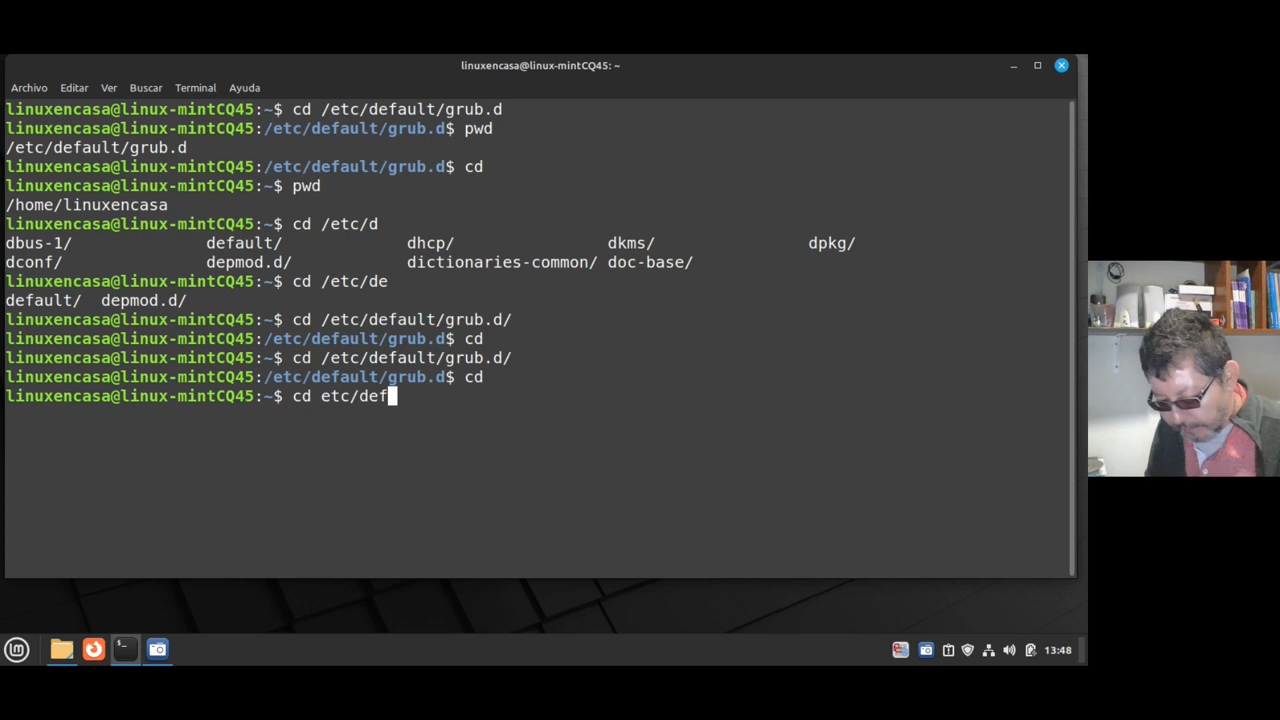 linuxencasa@linux-mintCQ45: ~
Archivo Editar Ver Buscar Terminal Ayuda
linuxencasa@linux-mintCQ45:~$ cd /etc/default/grub.d
linuxencasa@linux-mintCQ45:/etc/default/grub.d$ pwd
/etc/default/grub.d
linuxencasa@linux-mintCQ45:/etc/default/grub.d$ cd
linuxencasa@linux-mintCQ45:~$ pwd
/home/linuxencasa
linuxencasa@linux-mintCQ45:~$ cd /etc/d
dbus-1/ default/ dhcp/ dkms/ dpkg/
dconf/ depmod.d/ dictionaries-common/ doc-base/
linuxencasa@linux-mintCQ45:~$ cd /etc/de
default/ depmod.d/
linuxencasa@linux-mintCQ45:~$ cd /etc/default/grub.d/
linuxencasa@linux-mintCQ45:/etc/default/grub.d$ cd
linuxencasa@linux-mintCQ45:~$ cd /etc/default/grub.d/
linuxencasa@linux-mintCQ45:/etc/default/grub.d$ cd
linuxencasa@linux-mintCQ45:~$ cd etc/def
13:48